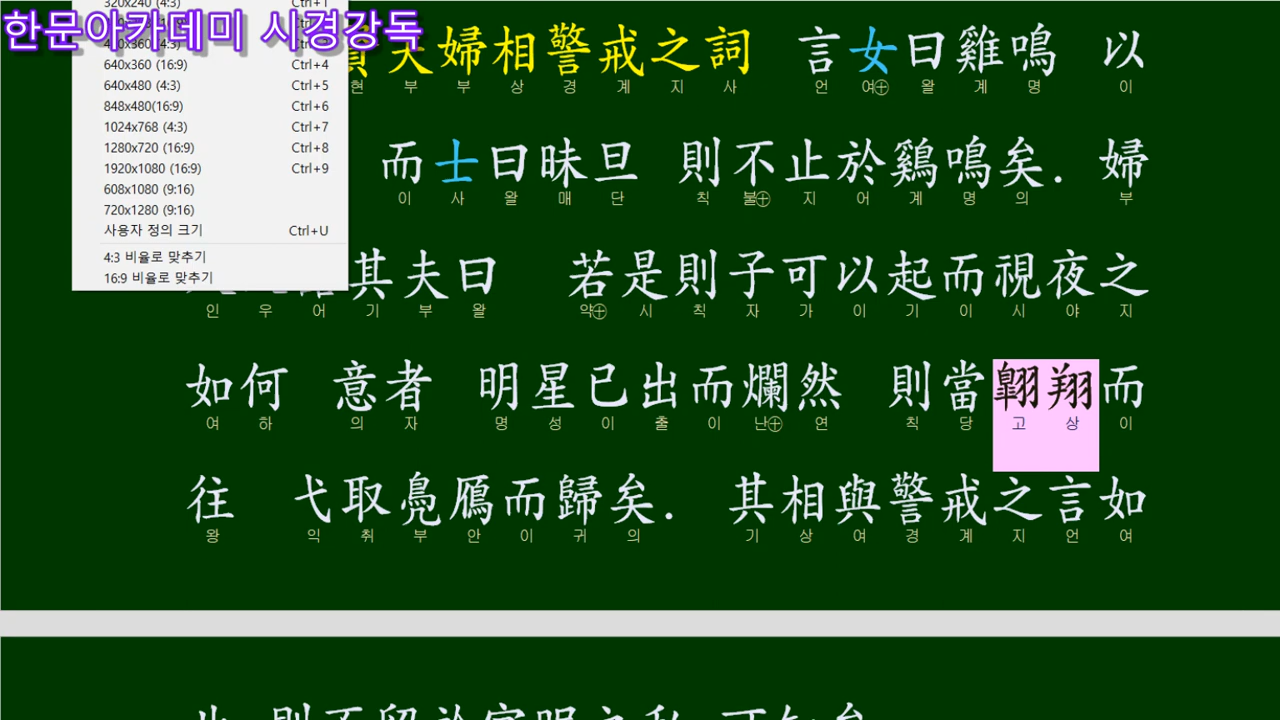 320x240 (4:3) Ctrl+1
한문아카데미 시경강독
480x360 (4:3)
640x360 (16:9) Ctrl+4
640x480 (4:3) Ctrl+5
848x480(16:9) Ctrl+6
1024x768 (4:3) Ctrl+7
1280x720 (16:9) Ctrl+8
1920x1080 (16:9) Ctrl+9
608x1080 (9:16)
720x1280 (9:16)
사용자 정의 크기 Ctrl+U
4:3 비율로 맞추기
16:9 비율로 맞추기
賢夫婦相警戒之詞 言女曰雞鳴 以
현 부 부 상 경 계 지 사 언 여㊉ 왈 계 명 이
而士曰昧旦 則不止於鷄鳴矣. 婦
이 사 왈 매 단 칙 불㊉ 지 어 계 명 의 부
語其夫曰 若是則子可以起而視夜之
인 우 어 기 부 왈 약㊉ 시 칙 자 가 이 기 이 시 야 지
如何 意者 明星已出而爛然 則當翶翔而
여 하 의 자 명 성 이 출 이 난㊉ 연 칙 당 고 상 이
往 弋取鳧鴈而歸矣. 其相與警戒之言如
왕 익 취 부 안 이 귀 의 기 상 여 경 계 지 언 여